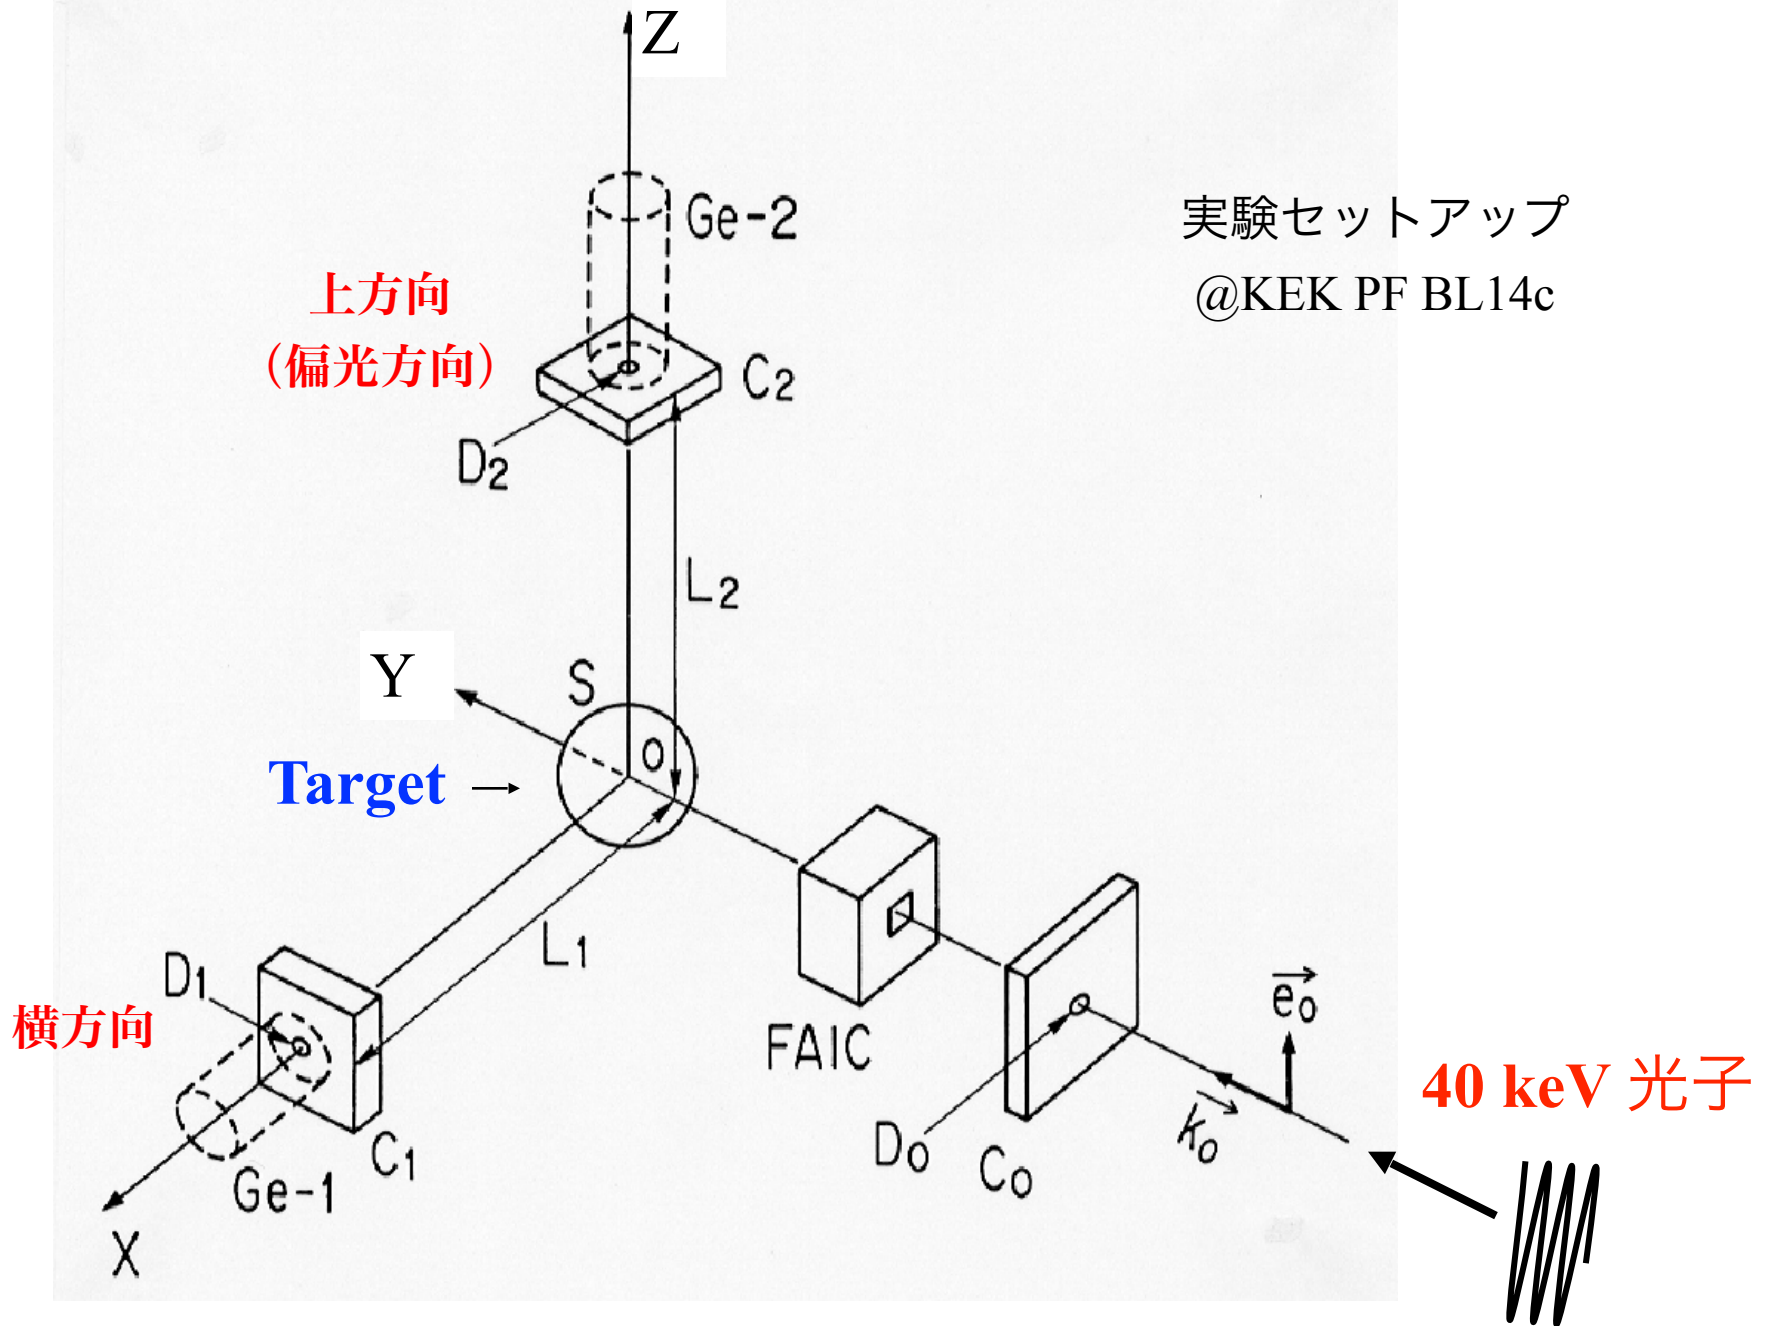 Z
Ge-2
実験セットアップ
@KEK PF BL14c
上方向
（偏光方向）
C2
D2
L2
Y
S
O
Target →
L1
D1
横方向
FAIC
e0
40 keV 光子
k0
D0
C0
C1
Ge-1
X